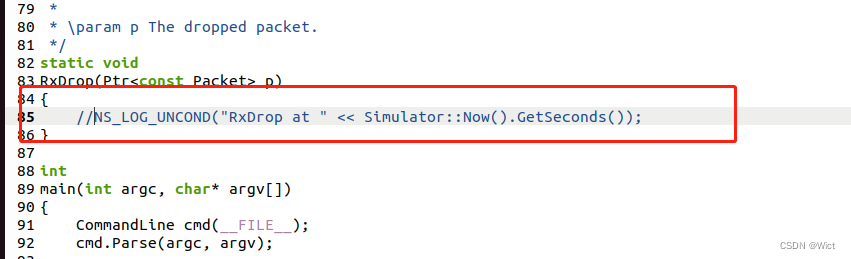 79 *
80 * \param p The dropped packet.
81 */
82 static void
83 RxDrop(Ptr<const Packet> p)
84 {
85 //NS_LOG_UNCOND("RxDrop at " << Simulator::Now().GetSeconds());
86 }
87
88 int
89 main(int argc, char* argv[])
90 {
91 CommandLine cmd(__FILE__);
92 cmd.Parse(argc, argv);
CSDN @Wict